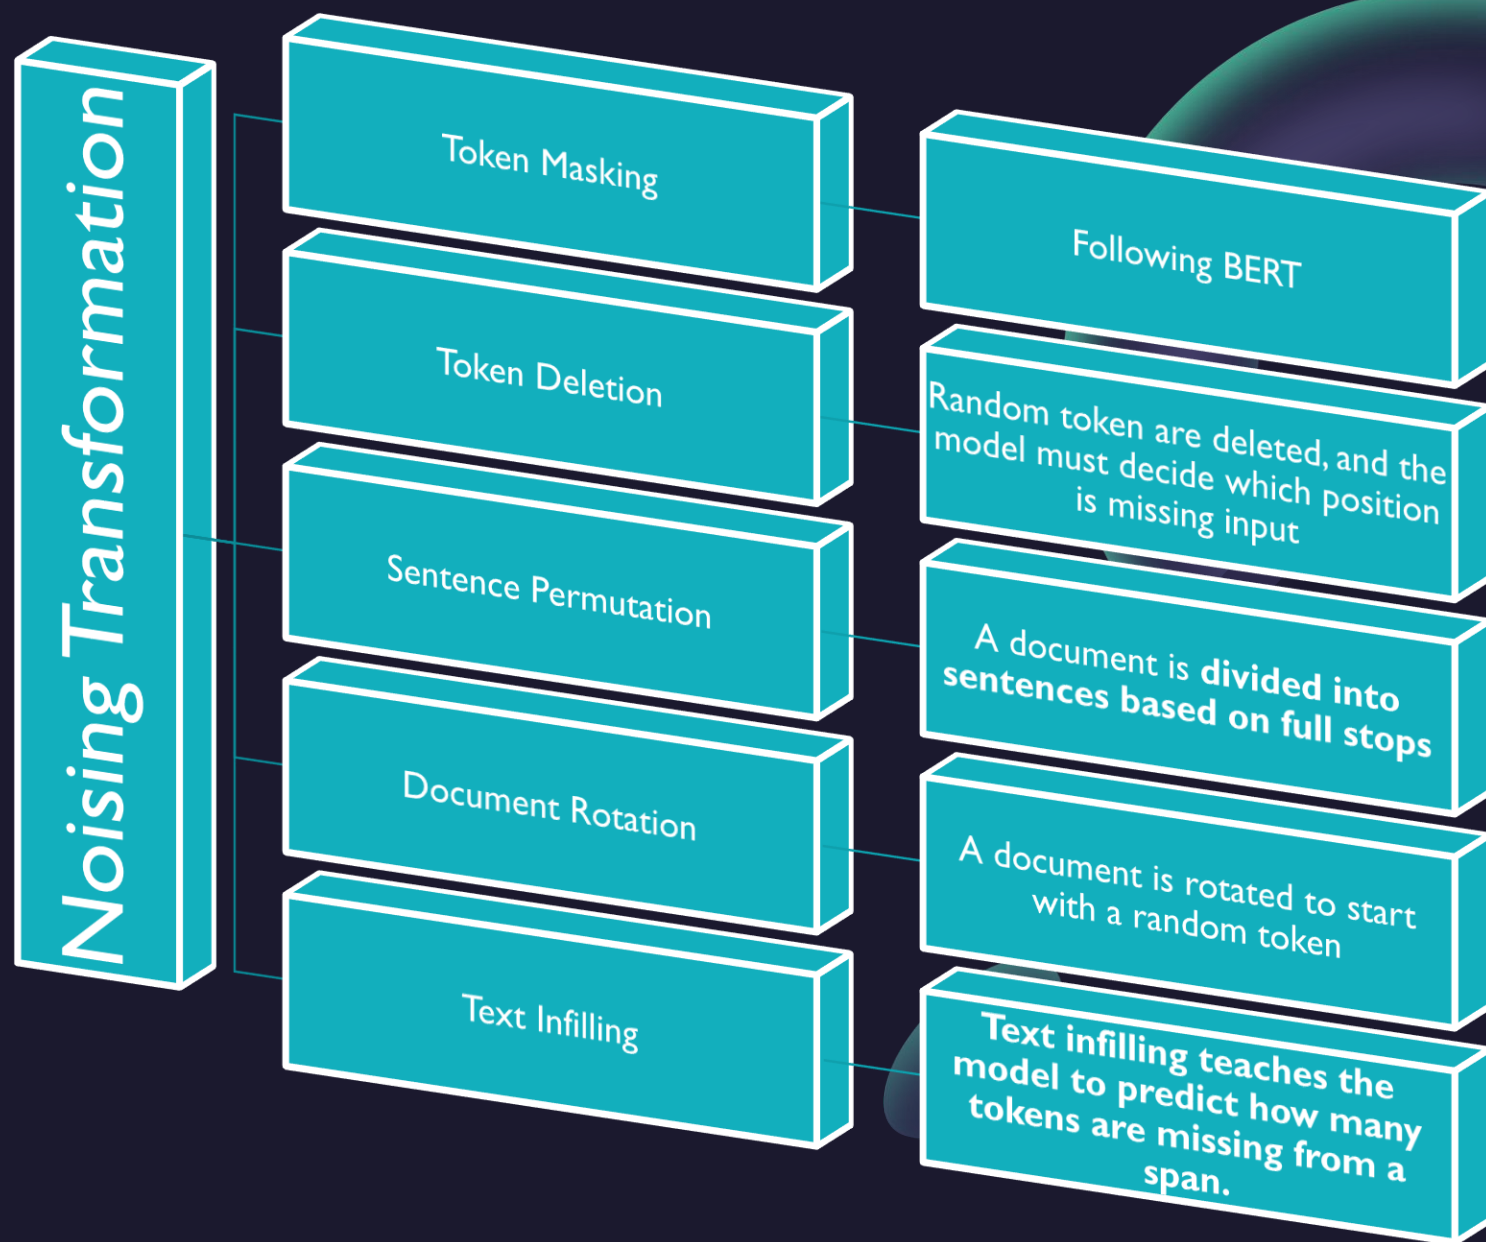 Noising Transformation
Token Masking
Following BERT
Token Deletion
Random token are deleted, and the
model must decide which position
is missing input
Sentence Permutation
A document is divided into
sentences based on full stops
Document Rotation
A document is rotated to start
with a random token
Text Infilling
Text infilling teaches the
model to predict how many
tokens are missing from a
span.